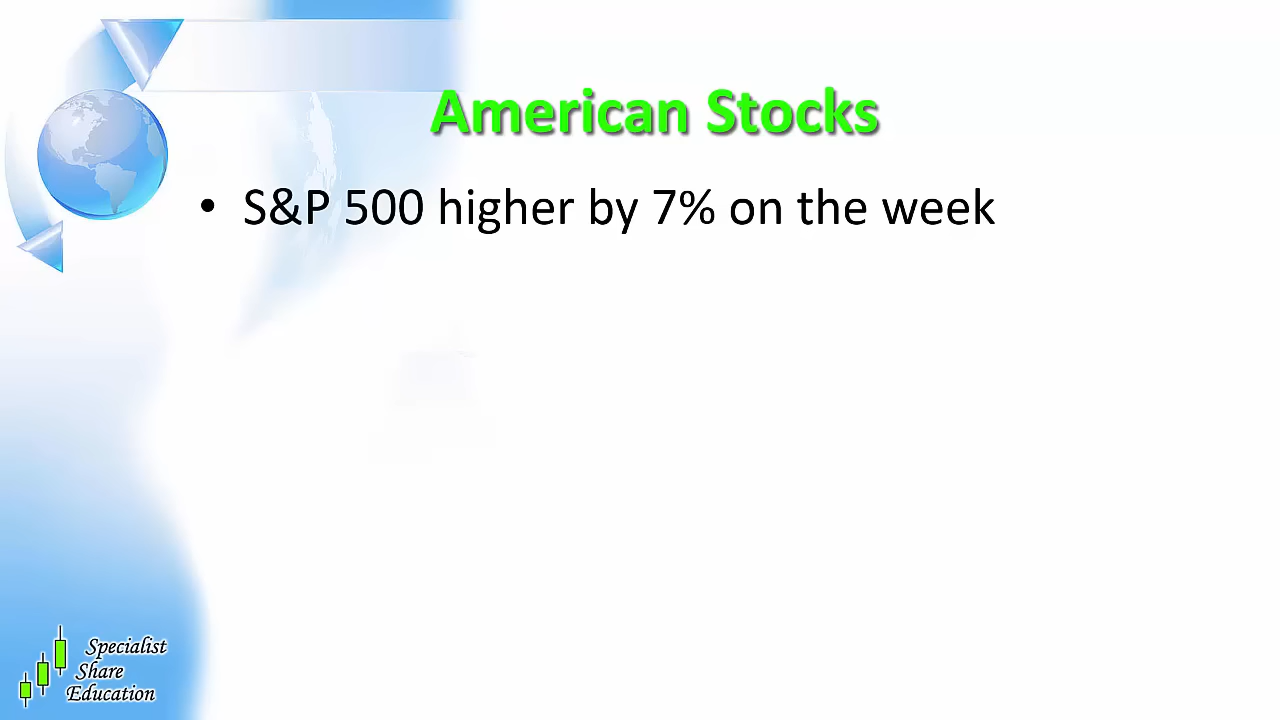 American Stocks
• S&P 500 higher by 7% on the week
Specialist
Share
Education